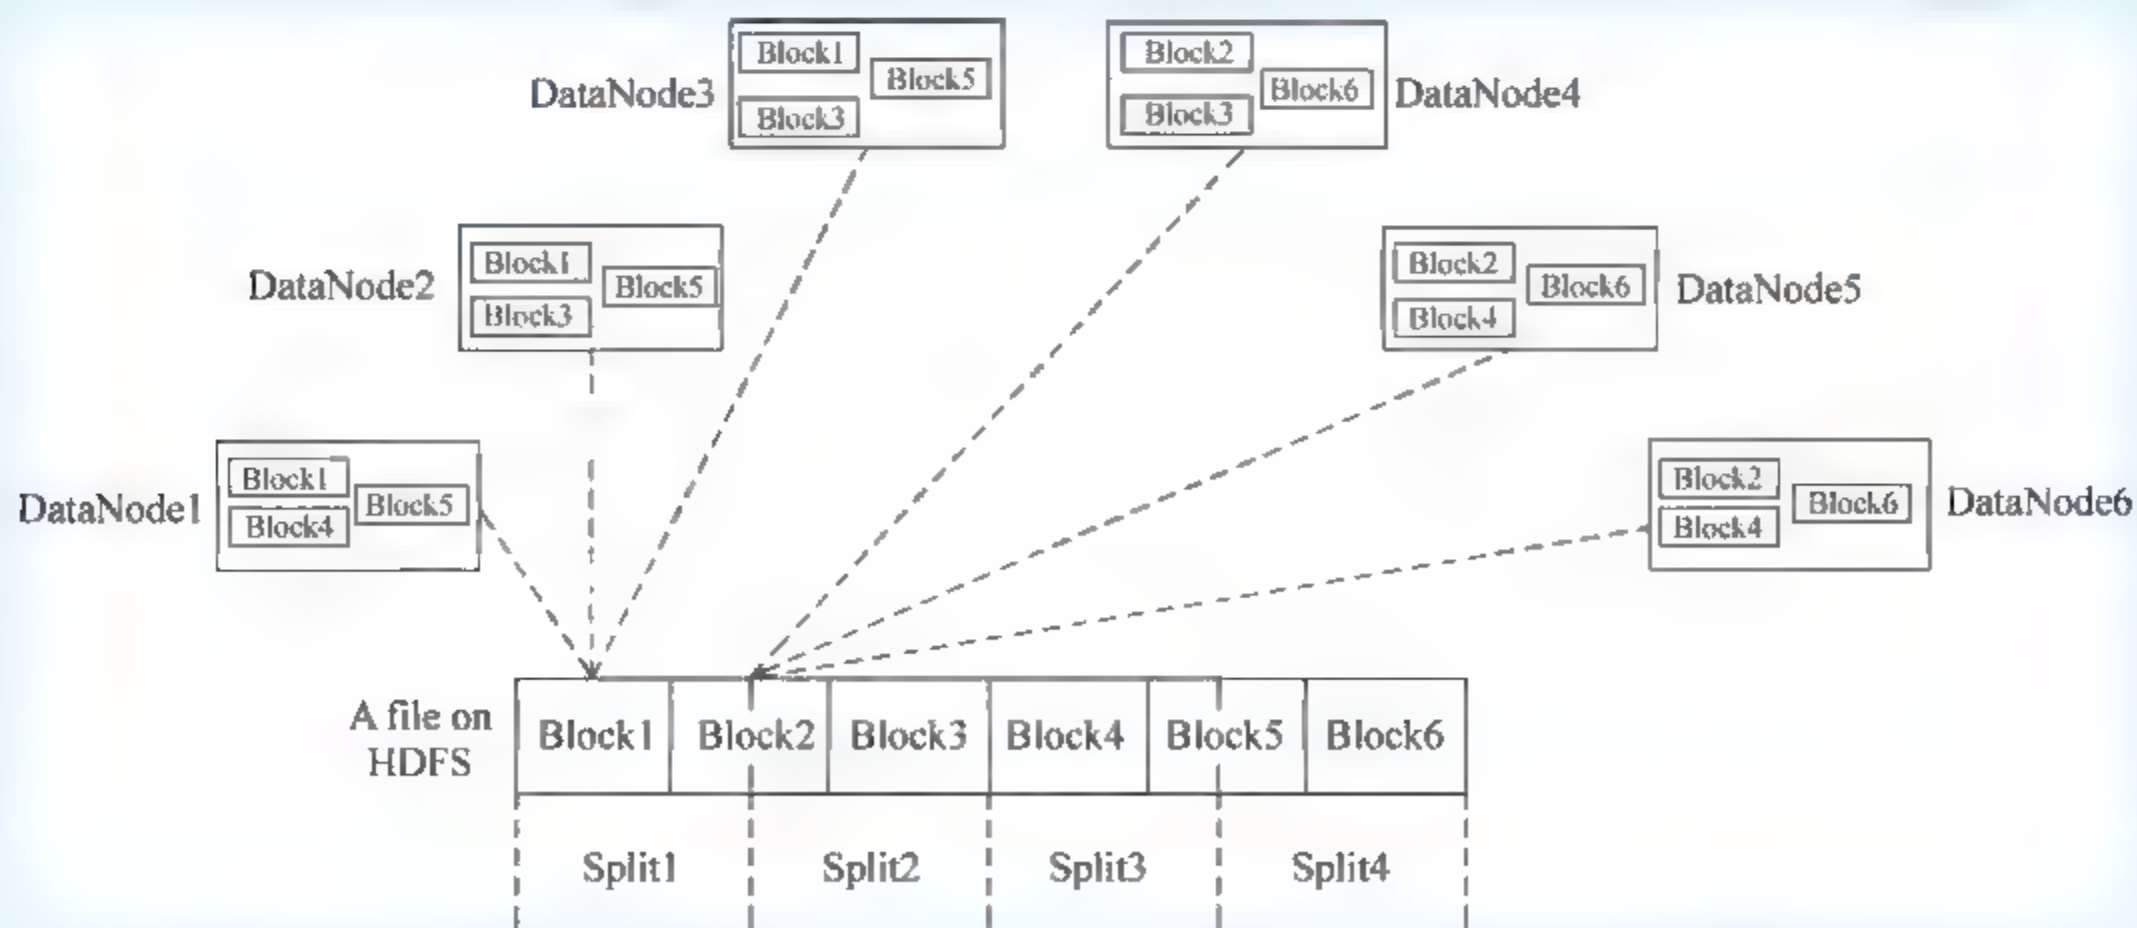 Block1
Block5
Block3
DataNode3
Block2
Block6
Block3
DataNode4
DataNode2
Block1
Block5
Block3
Block2
Block6
Block4
DataNode5
DataNode1
Block1
Block5
Block4
Block2
Block6
Block4
DataNode6
A file on
HDFS
Block1 Block2 Block3 Block4 Block5 Block6
Split1 Split2 Split3 Split4